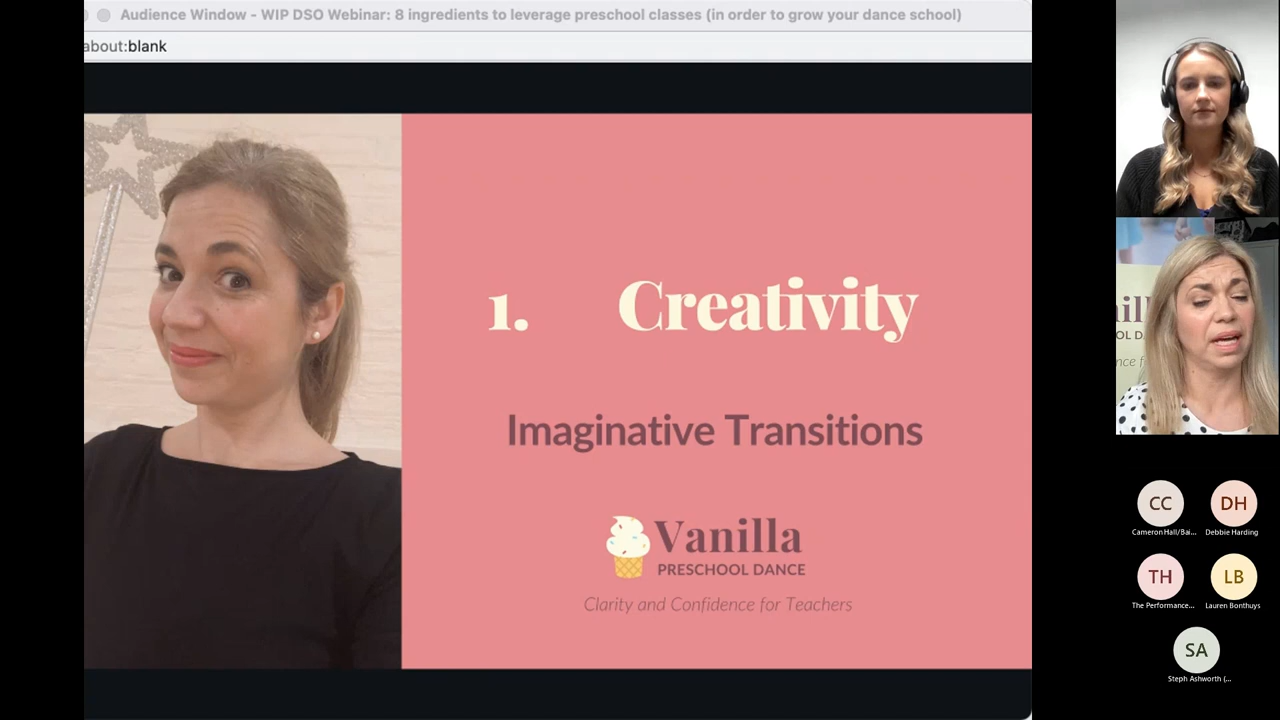 Audience Window - WIP DSO Webinar: 8 ingredients to leverage preschool classes (in order to grow your dance school)
about:blank
1. Creativity
Imaginative Transitions
Vanilla
PRESCHOOL DANCE
Clarity and Confidence for Teachers
CC
DH
Cameron Hall/Bai...
Debbie Harding
TH
LB
The Performance...
Lauren Bonthuys
SA
Steph Ashworth (...